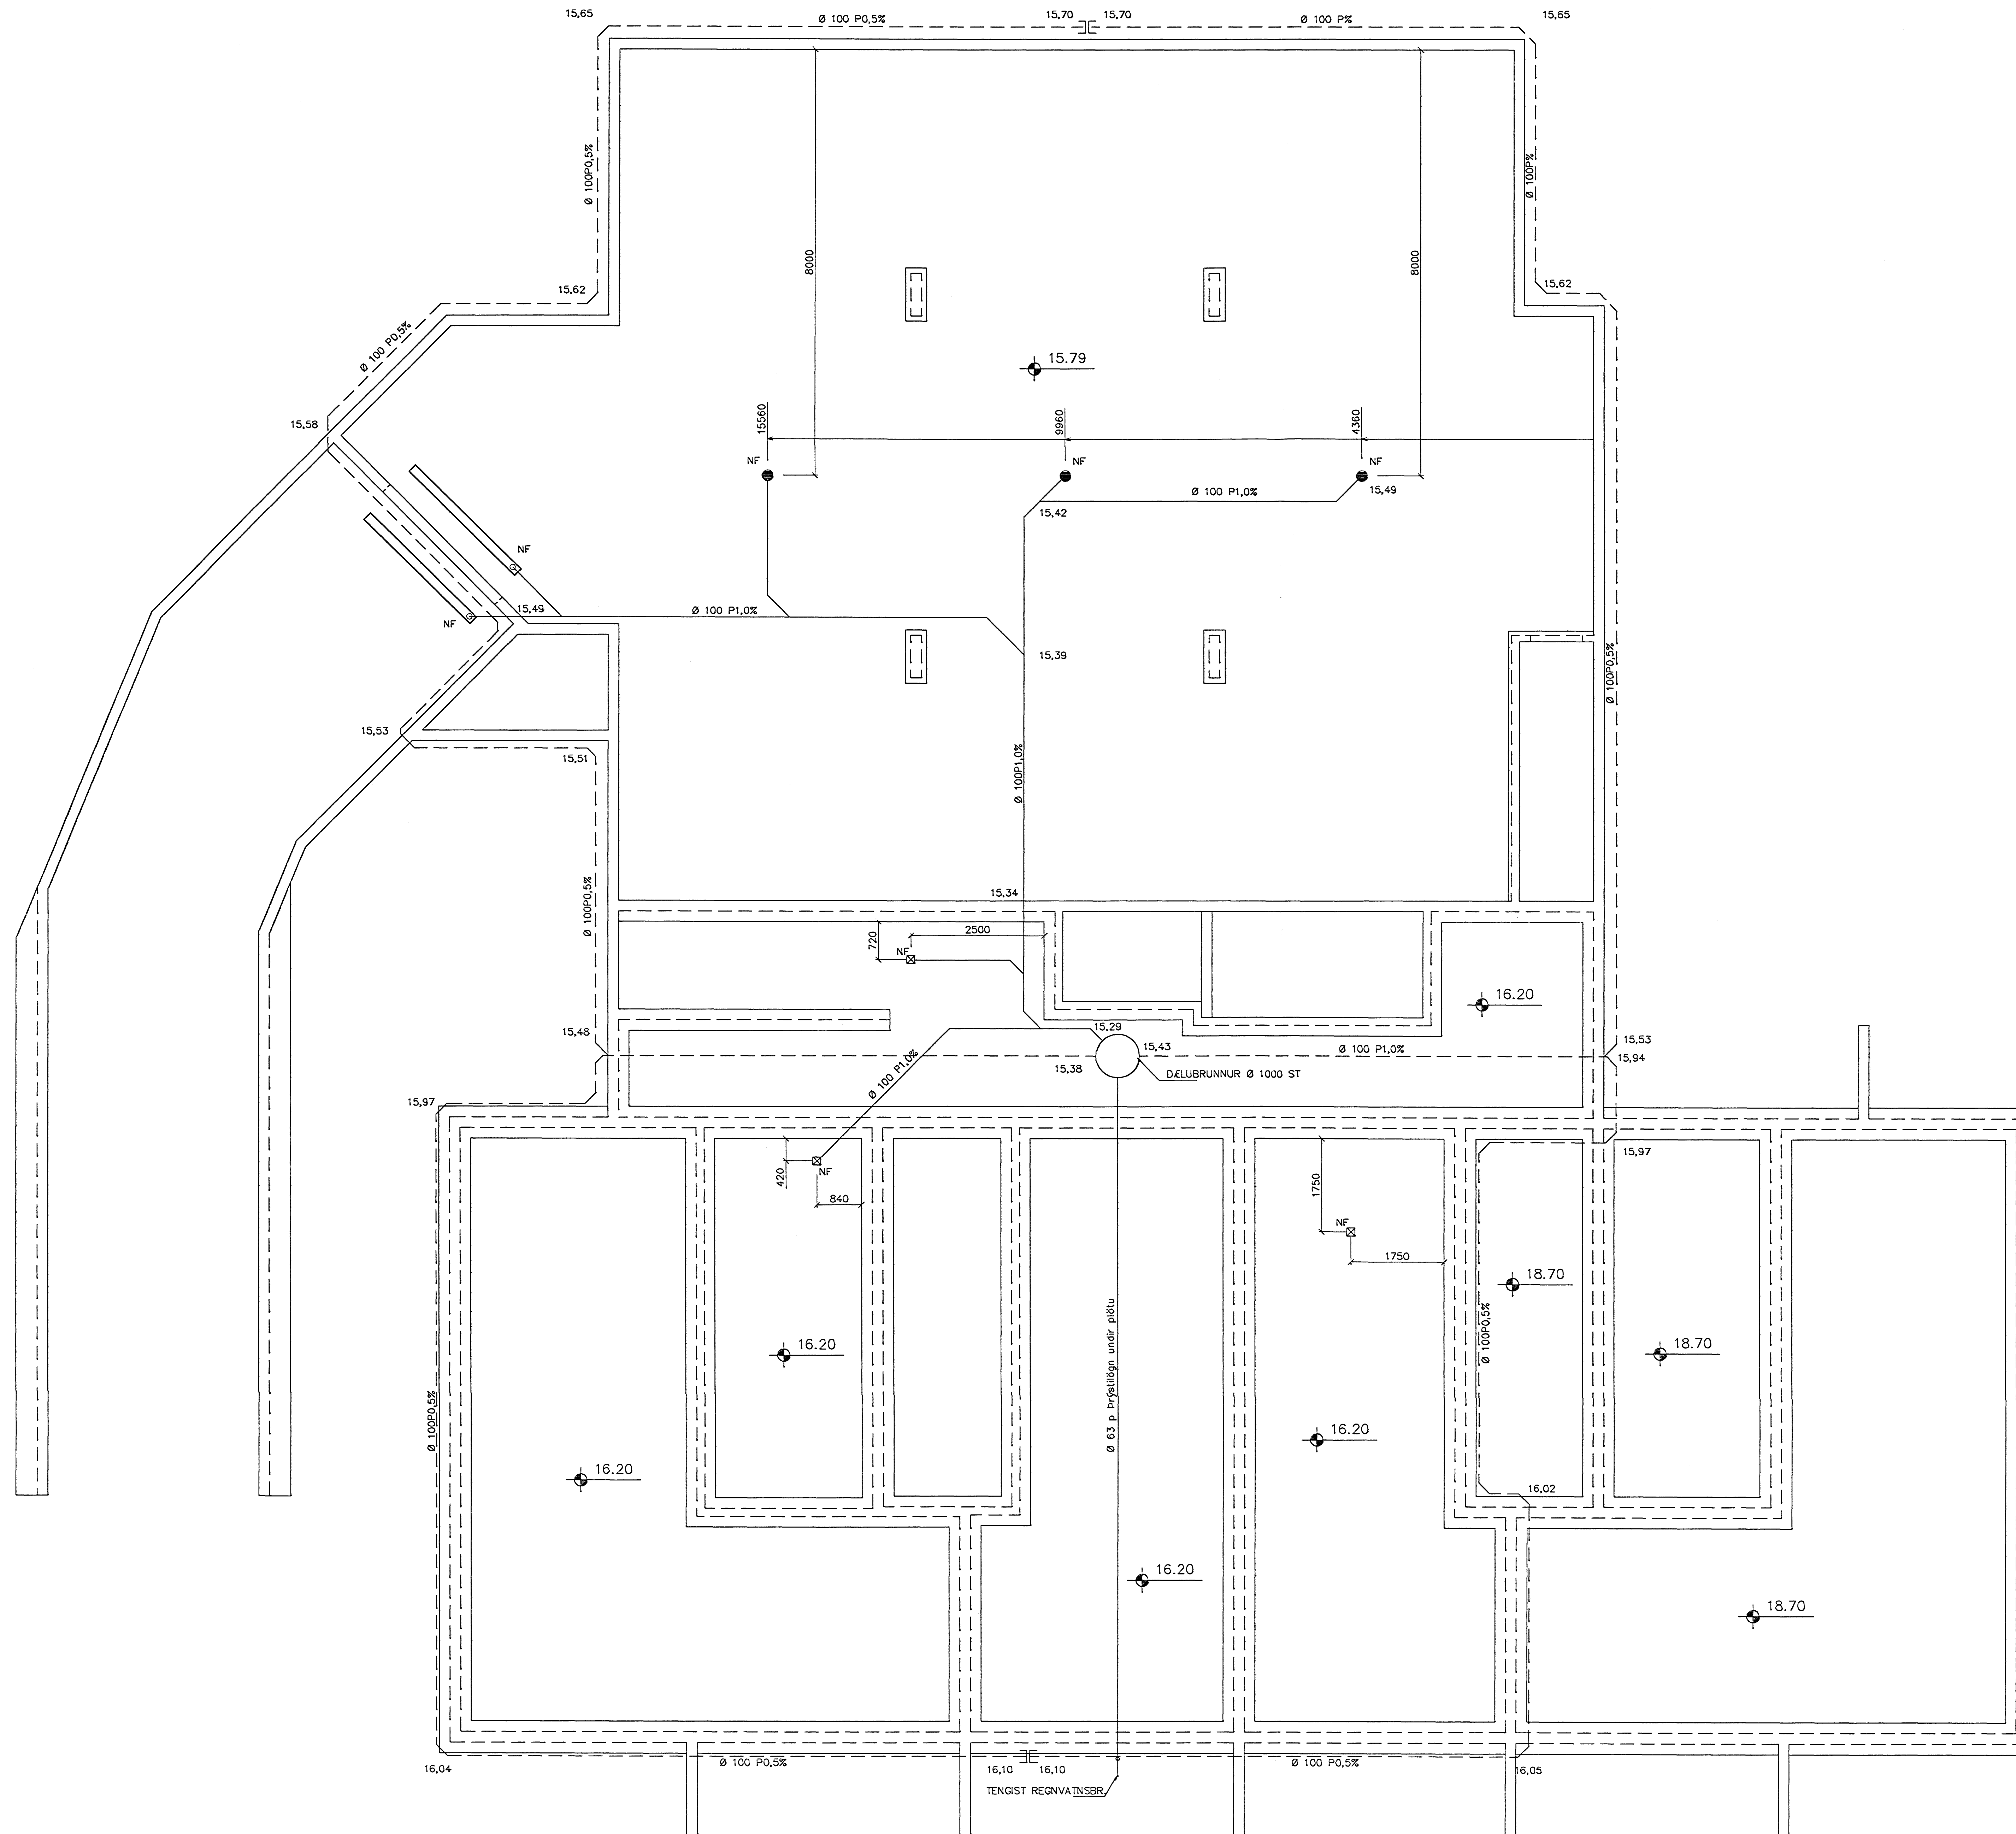 15,65
Ø 100 P0,5%
15,70
15,70
Ø 100 P%
15,65
Ø 100P0,5%
Ø 100P%
8000
8000
15,62
15,62
Ø 100 P0,5%
15.79
15560
9960
4360
15,58
NF
NF
NF
15,49
Ø 100 P1,0%
15,42
NF
15,49
Ø 100 P1,0%
NF
15,39
Ø 100P0,5%
15,53
15,51
Ø 100P1,0%
15,34
Ø 100P0,5%
720
2500
NF
16.20
15,48
15,29
15,43
Ø 100 P1,0%
15,53
15,94
15,38
DÆLUBRUNNUR Ø 1000 ST
Ø 100 P1,0%
15,97
15,97
420
NF
840
1750
NF
1750
18.70
16.20
Ø 63 p Þrýstilögn undir plötu
Ø 100P0,5%
18.70
Ø 100P0,5%
16.20
16.20
16,02
16.20
18.70
16,04
Ø 100 P0,5%
16,10
16,10
Ø 100 P0,5%
16,05
TENGIST REGNVATNSBR.